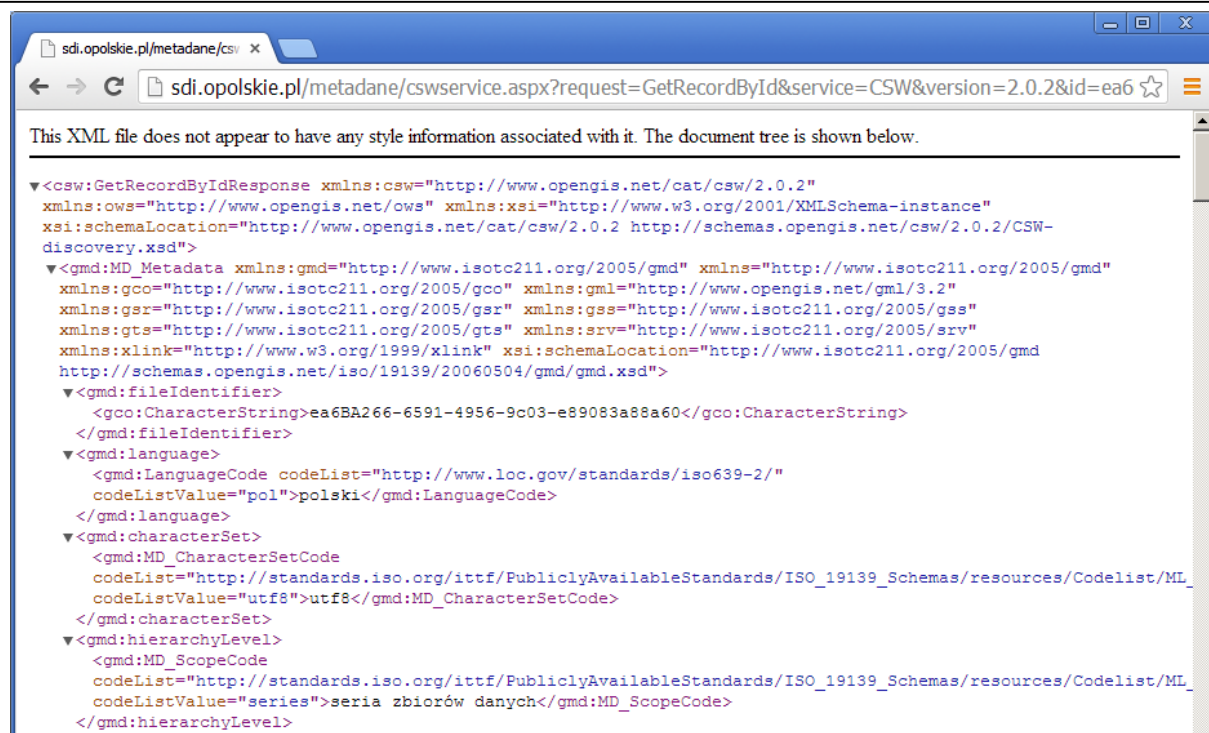 sdi.opolskie.pl/metadane/csv
sdi.opolskie.pl/metadane/cswservice.aspx?request=GetRecordById&service=CSW&version=2.0.2&id=ea6
This XML file does not appear to have any style information associated with it. The document tree is shown below.
▼<csw:GetRecordByIdResponse xmlns:csw="http://www.opengis.net/cat/csw/2.0.2"
xmlns:ows="http://www.opengis.net/ows" xmlns:xsi="http://www.w3.org/2001/XMLSchema-instance"
xsi:schemaLocation="http://www.opengis.net/cat/csw/2.0.2 http://schemas.opengis.net/csw/2.0.2/CSW-
discovery.xsd">
▼<gmd:MD_Metadata xmlns:gmd="http://www.isotc211.org/2005/gmd" xmlns="http://www.isotc211.org/2005/gmd"
xmlns:gco="http://www.isotc211.org/2005/gco" xmlns:gml="http://www.opengis.net/gml/3.2"
xmlns:gsr="http://www.isotc211.org/2005/gsr" xmlns:gss="http://www.isotc211.org/2005/gss"
xmlns:gts="http://www.isotc211.org/2005/gts" xmlns:srv="http://www.isotc211.org/2005/srv"
xmlns:xlink="http://www.w3.org/1999/xlink" xsi:schemaLocation="http://www.isotc211.org/2005/gmd
http://schemas.opengis.net/iso/19139/20060504/gmd/gmd.xsd">
▼<gmd:fileIdentifier>
<gco:CharacterString>ea6BA266-6591-4956-9c03-e89083a88a60</gco:CharacterString>
</gmd:fileIdentifier>
▼<gmd:language>
<gmd:LanguageCode codeList="http://www.loc.gov/standards/iso639-2/"
codeListValue="pol">polski</gmd:LanguageCode>
</gmd:language>
▼<gmd:characterSet>
<gmd:MD_CharacterSetCode
codeList="http://standards.iso.org/ittf/PubliclyAvailableStandards/ISO_19139_Schemas/resources/Codelist/ML_
codeListValue="utf8">utf8</gmd:MD_CharacterSetCode>
</gmd:characterSet>
▼<gmd:hierarchyLevel>
<gmd:MD_ScopeCode
codeList="http://standards.iso.org/ittf/PubliclyAvailableStandards/ISO_19139_Schemas/resources/Codelist/ML_
codeListValue="series">seria zbiorów danych</gmd:MD_ScopeCode>
</gmd:hierarchyLevel>